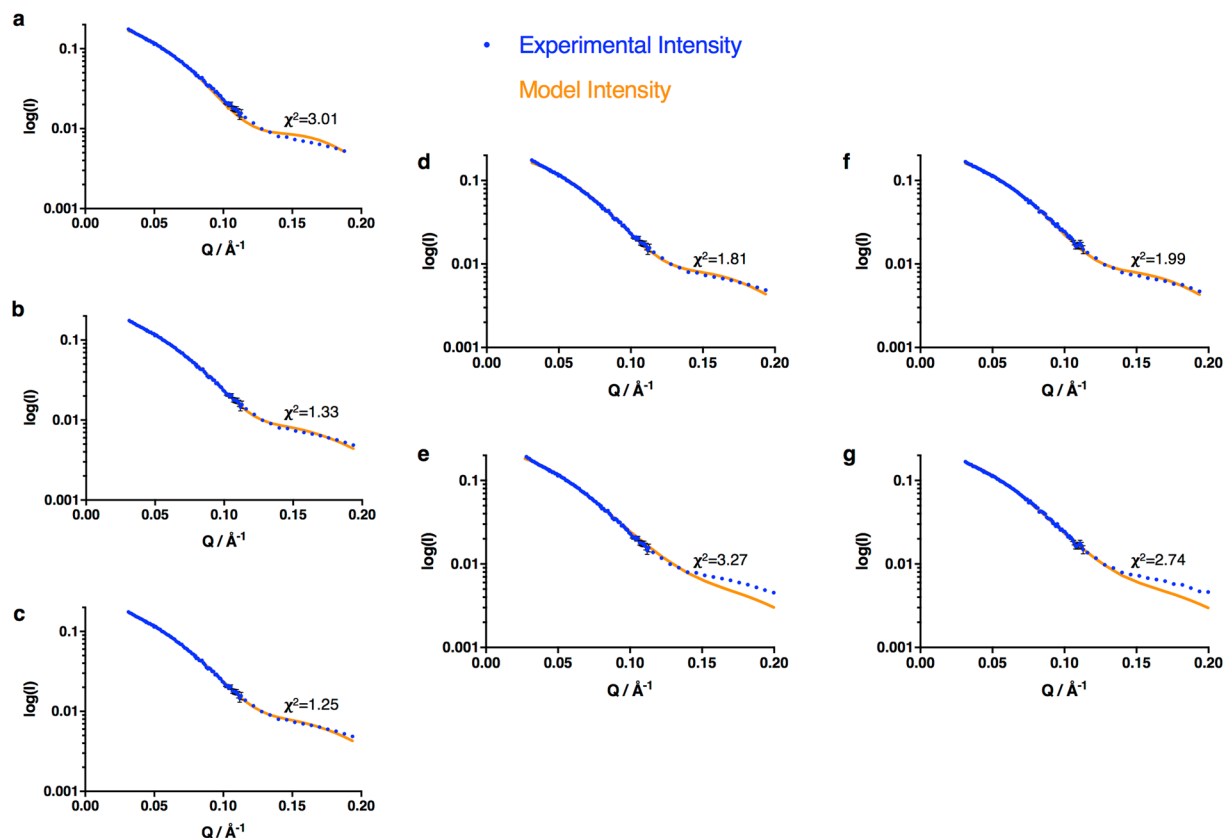 a
0.1
0.01
0.001
log(I)
χ²=3.01
0.00 0.05 0.10 0.15 0.20
Q / Å⁻¹
Experimental Intensity
Model Intensity
b
0.1
0.01
0.001
log(I)
χ²=1.33
0.00 0.05 0.10 0.15 0.20
Q / Å⁻¹
c
0.1
0.01
0.001
log(I)
χ²=1.25
0.00 0.05 0.10 0.15 0.20
Q / Å⁻¹
d
0.1
0.01
0.001
log(I)
χ²=1.81
0.00 0.05 0.10 0.15 0.20
Q / Å⁻¹
e
0.1
0.01
0.001
log(I)
χ²=3.27
0.00 0.05 0.10 0.15 0.20
Q / Å⁻¹
f
0.1
0.01
0.001
log(I)
χ²=1.99
0.00 0.05 0.10 0.15 0.20
Q / Å⁻¹
g
0.1
0.01
0.001
log(I)
χ²=2.74
0.00 0.05 0.10 0.15 0.20
Q / Å⁻¹